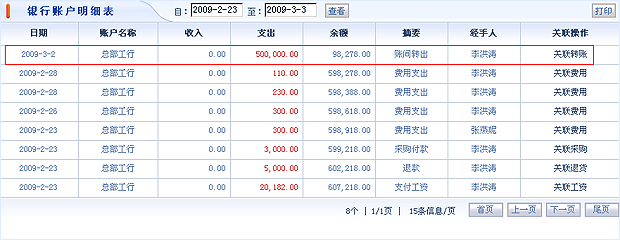 银行账户明细表 自：2009-2-23 至：2009-3-3 查看 打印
日期 账户名称 收入 支出 余额 摘要 经手人 关联操作
2009-3-2 总部工行 0.00 500,000.00 98,278.00 账间转出 李洪涛 关联转账
2009-2-28 总部工行 0.00 110.00 598,278.00 费用支出 李洪涛 关联费用
2009-2-28 总部工行 0.00 230.00 598,388.00 费用支出 李洪涛 关联费用
2009-2-26 总部工行 0.00 300.00 598,618.00 费用支出 李洪涛 关联费用
2009-2-23 总部工行 0.00 300.00 598,918.00 费用支出 张燕妮 关联费用
2009-2-23 总部工行 0.00 3,000.00 599,218.00 采购付款 李洪涛 关联采购
2009-2-23 总部工行 0.00 5,000.00 602,218.00 退款 李洪涛 关联退货
2009-2-23 总部工行 0.00 20,182.00 607,218.00 支付工资 李洪涛 关联工资
8个 | 1/1页 | 15条信息/页 首页 上一页 下一页 尾页